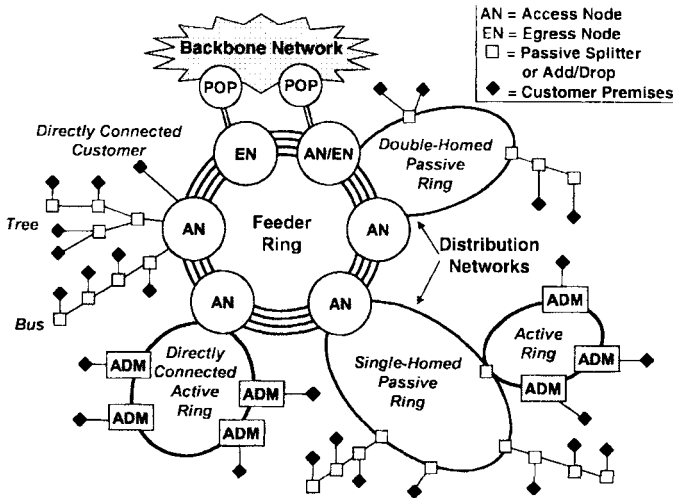 AN = Access Node
EN = Egress Node
= Passive Splitter
or Add/Drop
= Customer Premises
Backbone Network
POP
POP
Directly Connected
Customer
EN
AN/EN
Double-Homed
Passive
Ring
Tree
AN
Feeder
Ring
AN
Distribution
Networks
Bus
AN
AN
ADM
Active
Ring
ADM
ADM
Directly
Connected
Active
Ring
ADM
ADM
ADM
ADM
Single-Homed
Passive
Ring